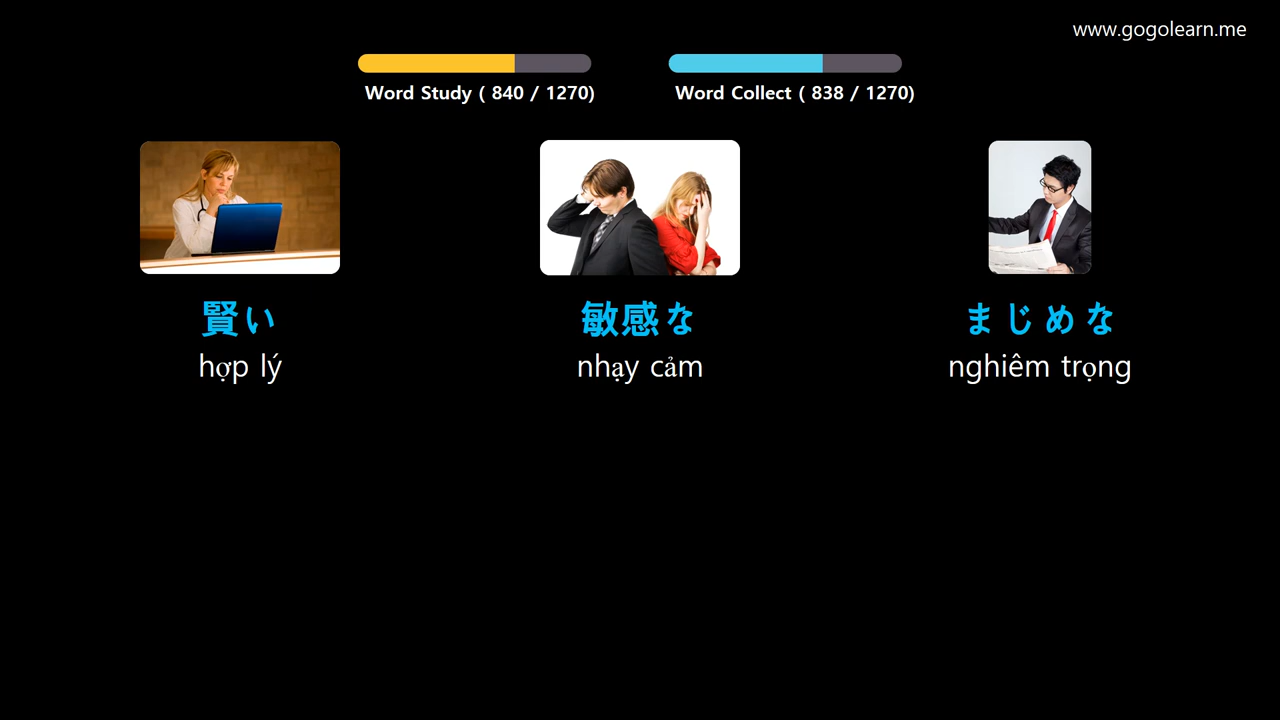 www.gogolearn.me
Word Study ( 840 / 1270)
Word Collect ( 838 / 1270)
賢い
敏感な
まじめな
hợp lý
nhạy cảm
nghiêm trọng